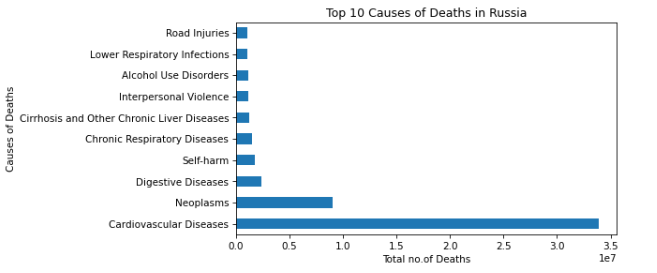 Top 10 Causes of Deaths in Russia
Causes of Deaths
Road Injuries
Lower Respiratory Infections
Alcohol Use Disorders
Interpersonal Violence
Cirrhosis and Other Chronic Liver Diseases
Chronic Respiratory Diseases
Self-harm
Digestive Diseases
Neoplasms
Cardiovascular Diseases
0.0 0.5 1.0 1.5 2.0 2.5 3.0 3.5
1e7
Total no.of Deaths